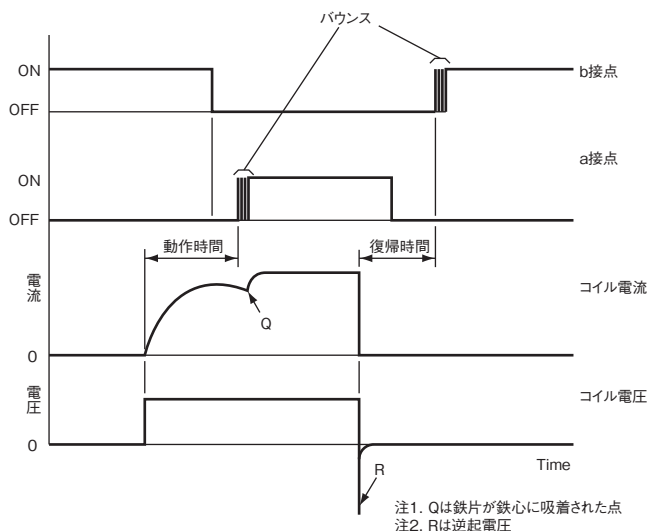 バウンス
ON
OFF
b接点
a接点
ON
OFF
動作時間
復帰時間
電流
0
Q
コイル電流
電圧
0
コイル電圧
R
Time
注1. Qは鉄片が鉄心に吸着された点
注2. Rは逆起電圧